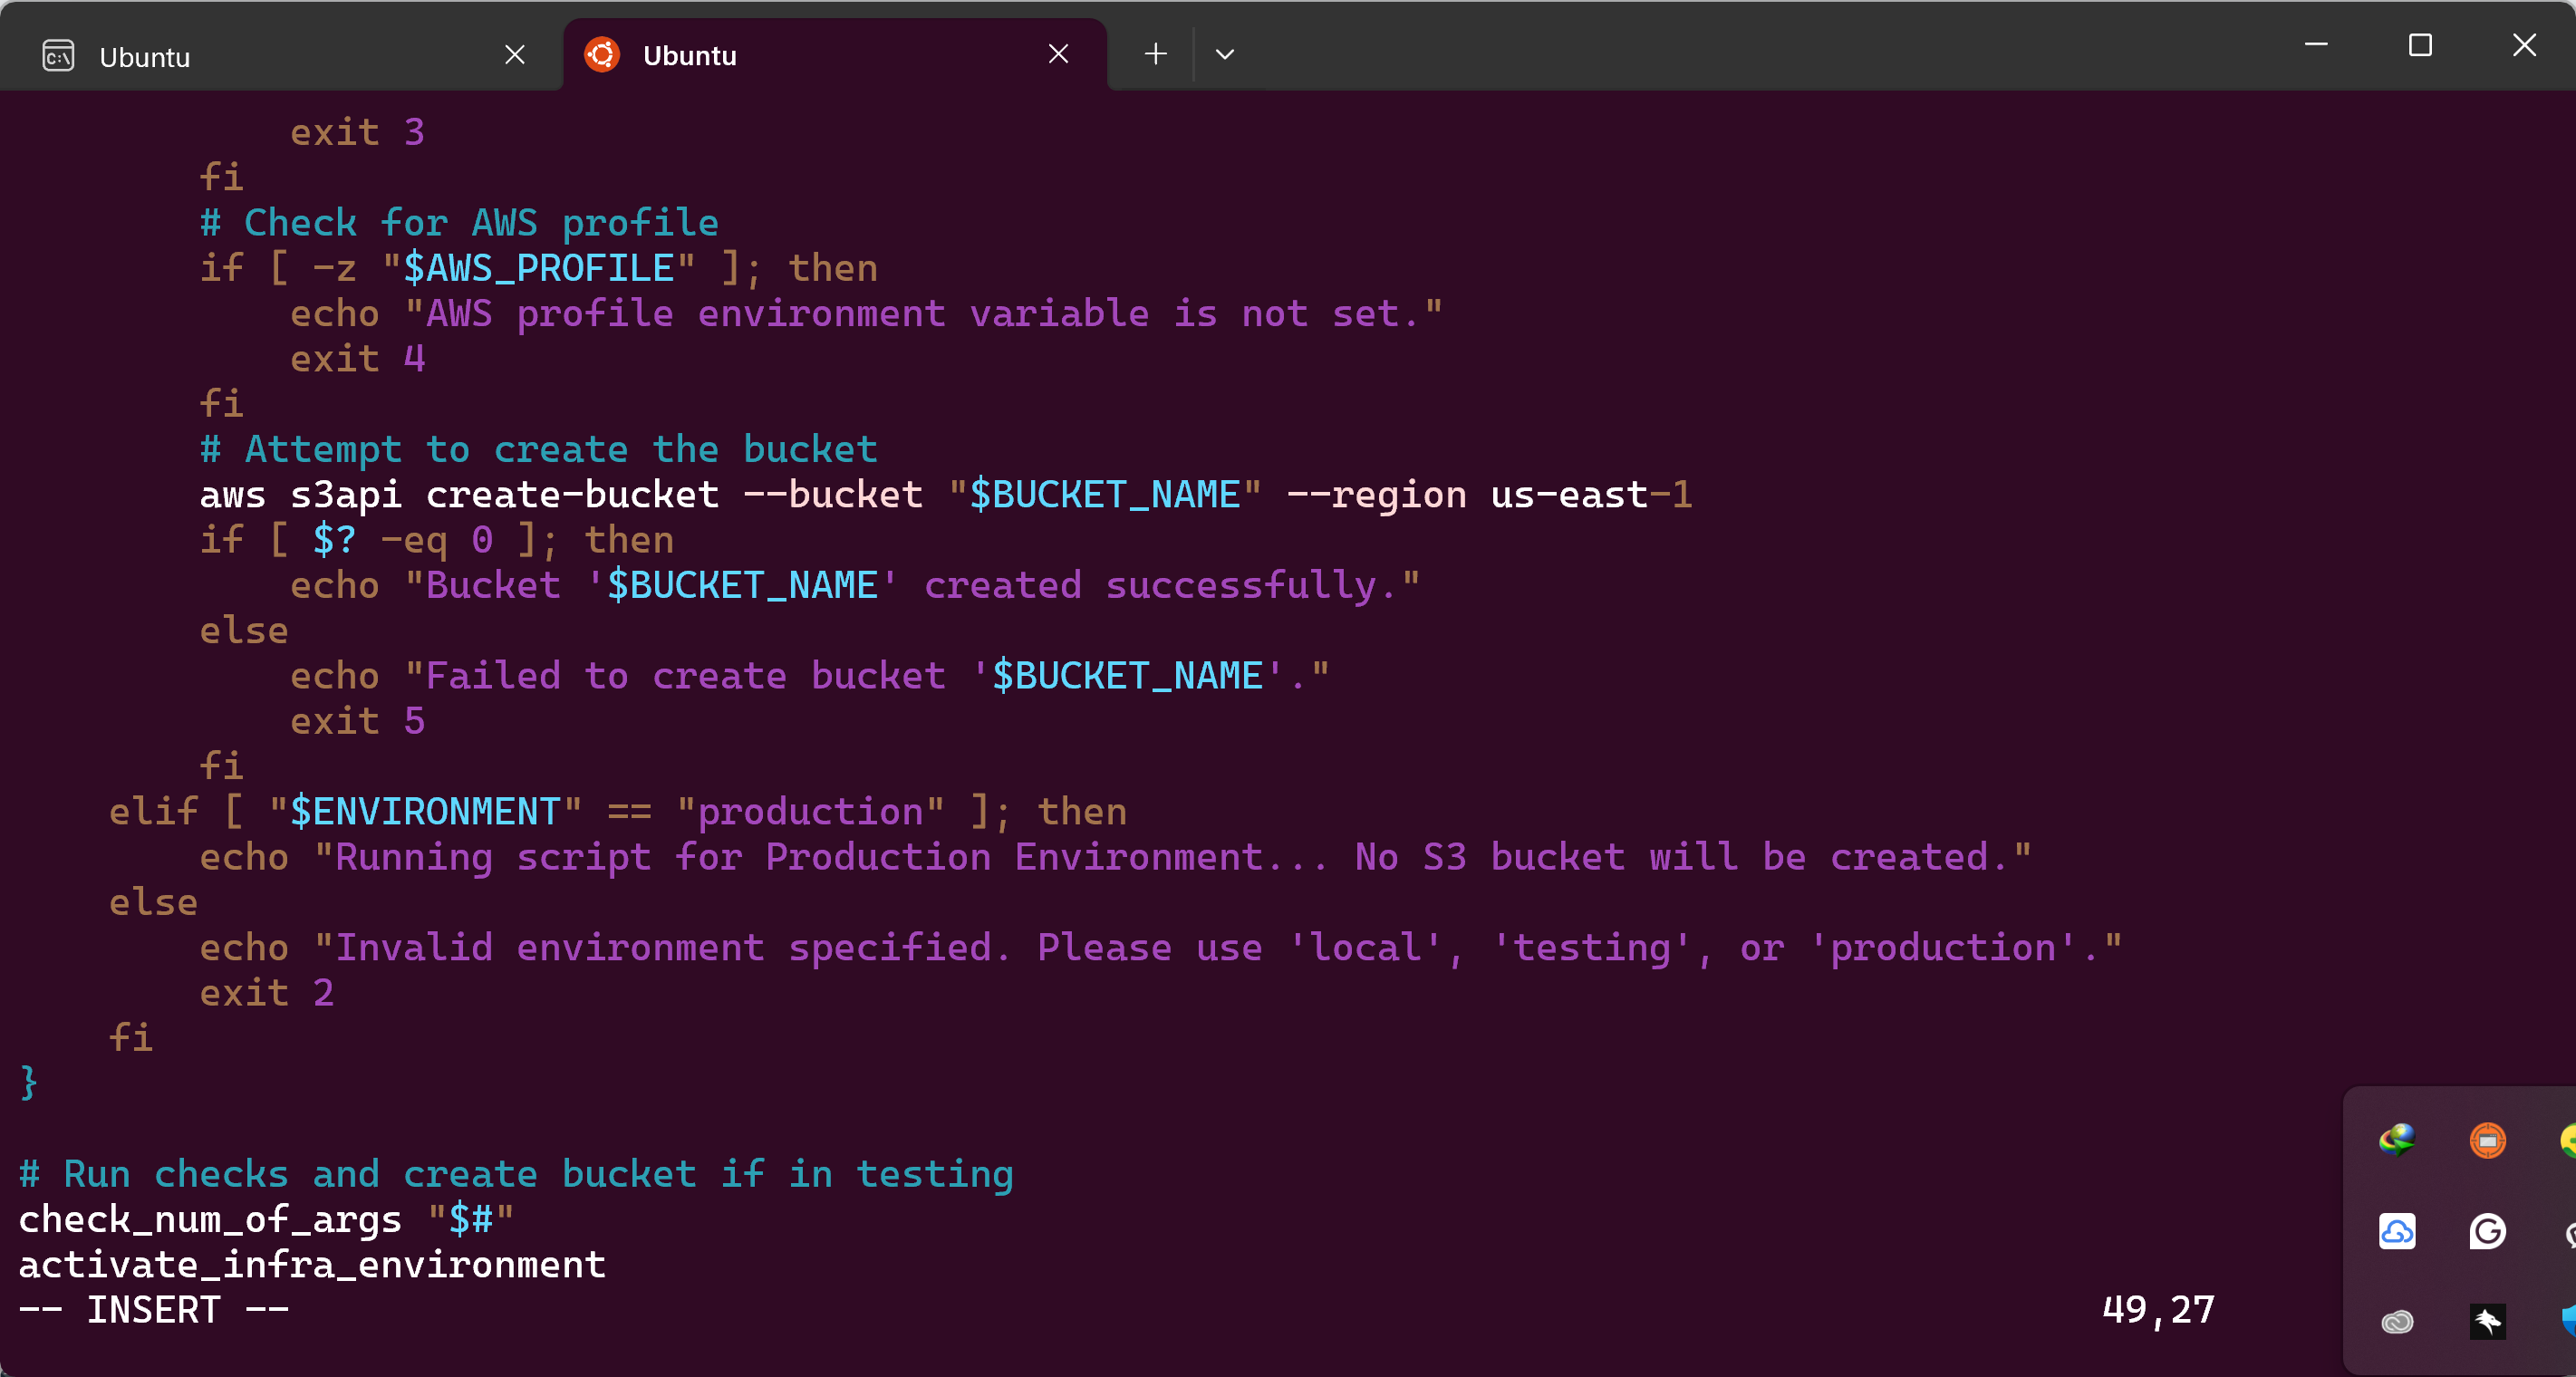 Ubuntu
Ubuntu
            exit 3
        fi
        # Check for AWS profile
        if [ -z "$AWS_PROFILE" ]; then
            echo "AWS profile environment variable is not set."
            exit 4
        fi
        # Attempt to create the bucket
        aws s3api create-bucket --bucket "$BUCKET_NAME" --region us-east-1
        if [ $? -eq 0 ]; then
            echo "Bucket '$BUCKET_NAME' created successfully."
        else
            echo "Failed to create bucket '$BUCKET_NAME'."
            exit 5
        fi
    elif [ "$ENVIRONMENT" == "production" ]; then
        echo "Running script for Production Environment... No S3 bucket will be created."
    else
        echo "Invalid environment specified. Please use 'local', 'testing', or 'production'."
        exit 2
    fi
}

# Run checks and create bucket if in testing
check_num_of_args "$#"
activate_infra_environment
-- INSERT -- 49,27